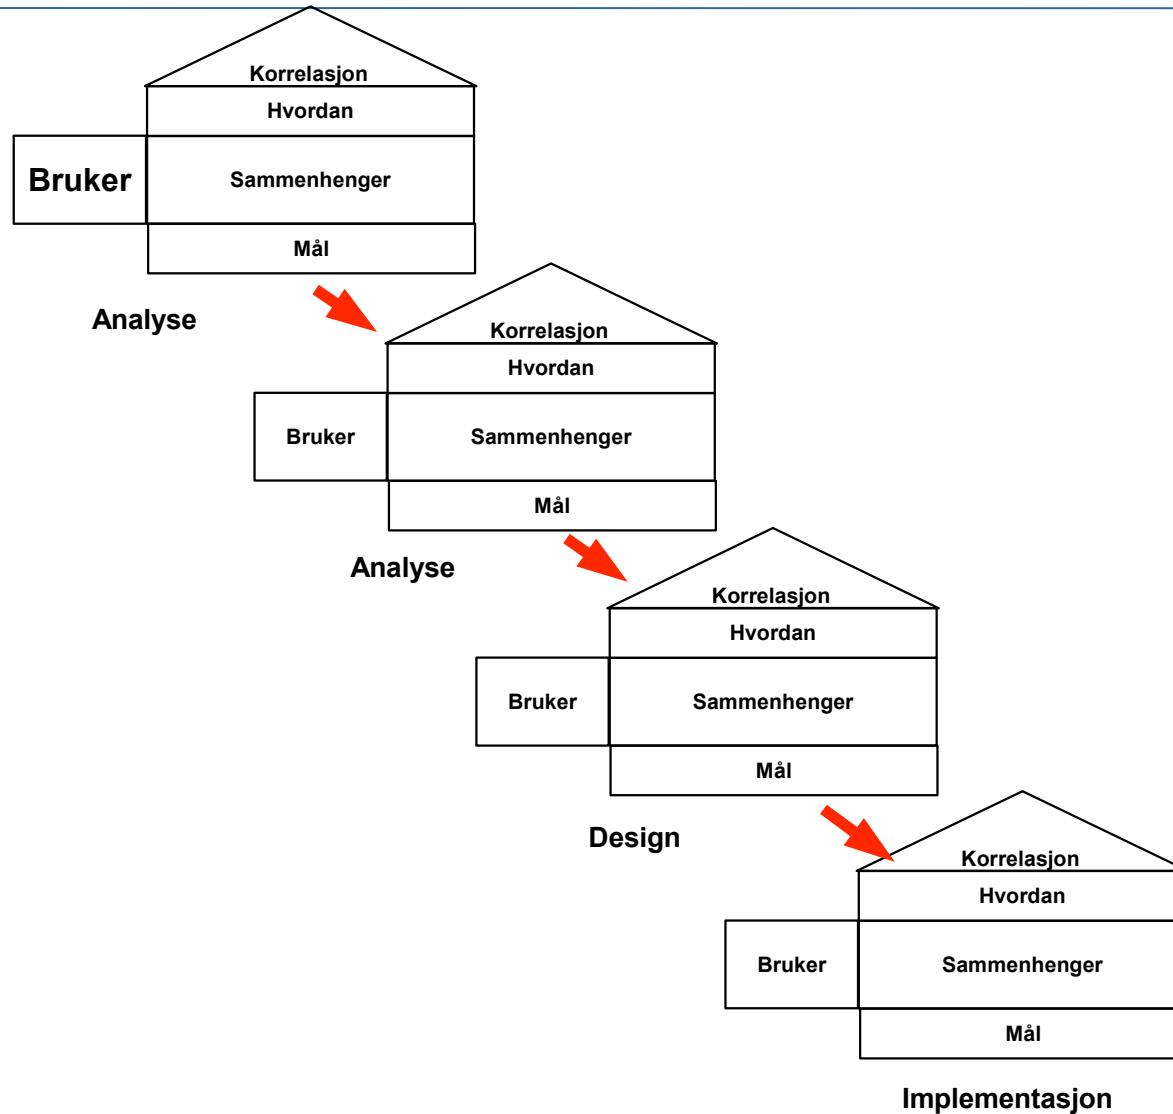 Korrelasjon
Hvordan
Bruker
Sammenhenger
Mål
Analyse
Korrelasjon
Hvordan
Bruker
Sammenhenger
Mål
Analyse
Korrelasjon
Hvordan
Bruker
Sammenhenger
Mål
Design
Korrelasjon
Hvordan
Bruker
Sammenhenger
Mål
Implementasjon